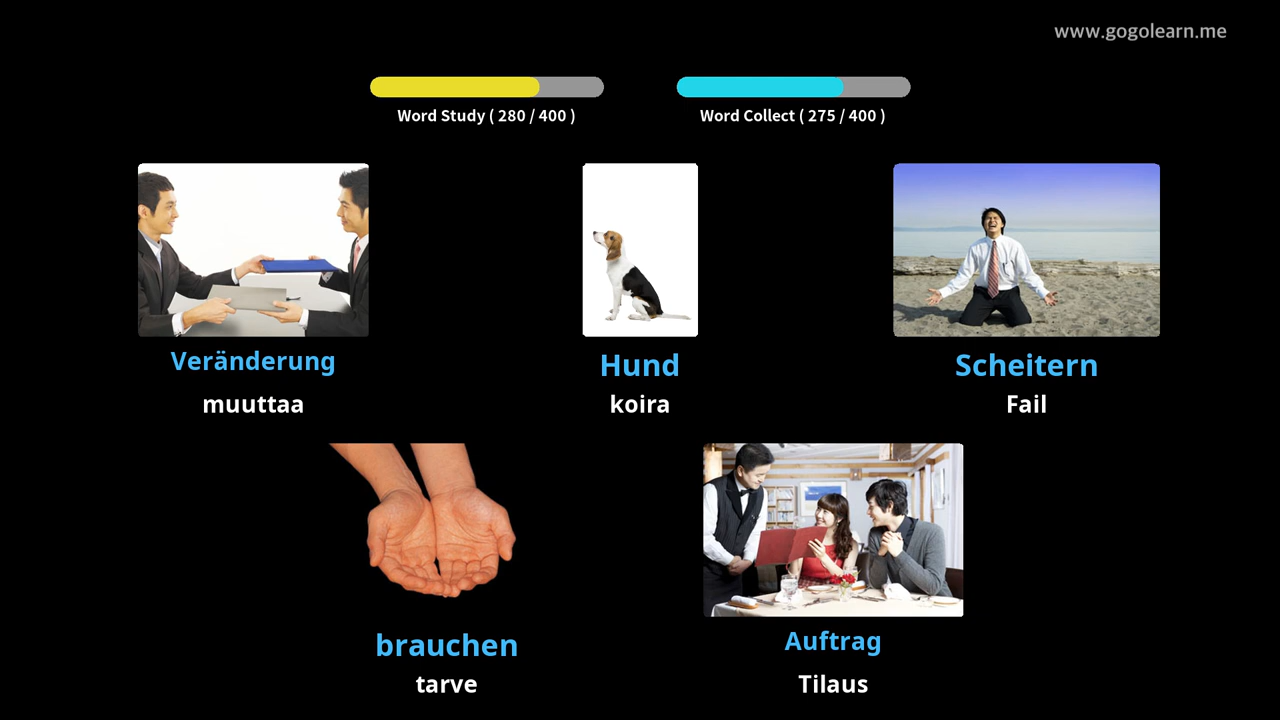 www.gogolearn.me
Word Study ( 280 / 400 )
Word Collect ( 275 / 400 )
Veränderung
muuttaa
Hund
koira
Scheitern
Fail
brauchen
tarve
Auftrag
Tilaus